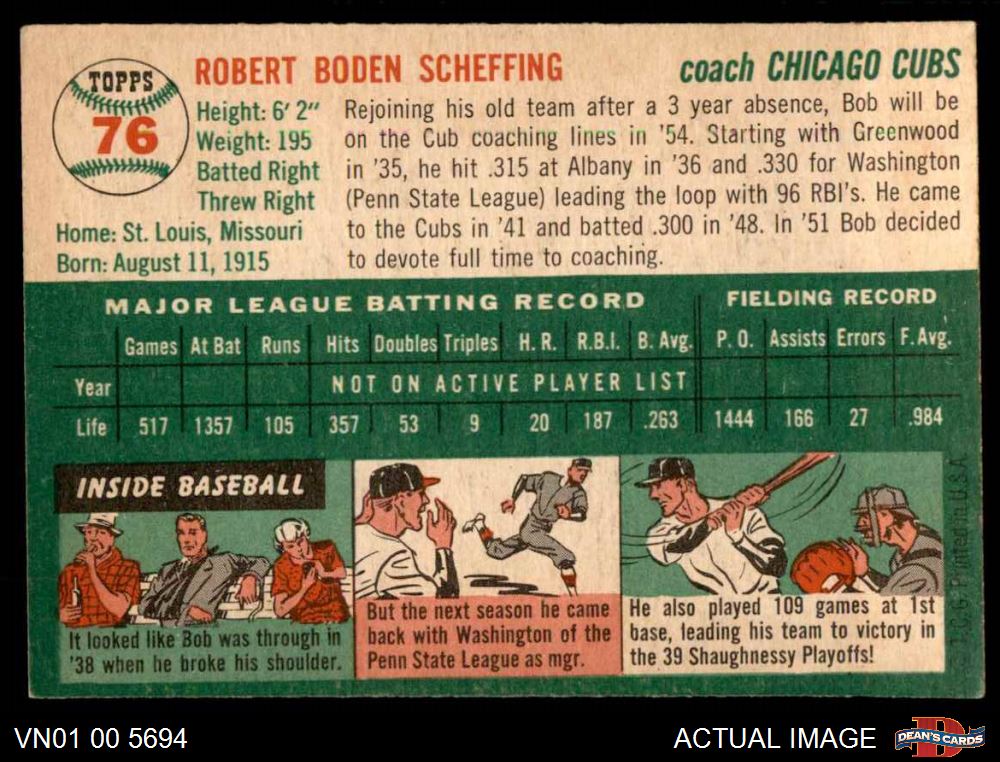 TOPPS
76
ROBERT BODEN SCHEFFING
coach CHICAGO CUBS
Height: 6' 2"
Weight: 195
Batted Right
Threw Right
Home: St. Louis, Missouri
Born: August 11, 1915
Rejoining his old team after a 3 year absence, Bob will be
on the Cub coaching lines in '54. Starting with Greenwood
in '35, he hit .315 at Albany in '36 and .330 for Washington
(Penn State League) leading the loop with 96 RBI's. He came
to the Cubs in '41 and batted .300 in '48. In '51 Bob decided
to devote full time to coaching.
MAJOR LEAGUE BATTING RECORD
FIELDING RECORD
Games At Bat Runs Hits Doubles Triples H. R. R.B.I. B. Avg. P. O. Assists Errors F. Avg.
Year NOT ON ACTIVE PLAYER LIST
Life 517 1357 105 357 53 9 20 187 .263 1444 166 27 .984
INSIDE BASEBALL
It looked like Bob was through in
'38 when he broke his shoulder.
But the next season he came
back with Washington of the
Penn State League as mgr.
He also played 109 games at 1st
base, leading his team to victory in
the 39 Shaughnessy Playoffs!
T.C.G. Printed in U.S.A.
VN01 00 5694
ACTUAL IMAGE
D
DEAN'S CARDS